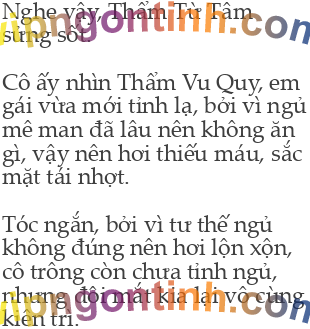 Nghe vậy, Thẩm Từ Tâm
sững sốt.
vipngontinh.com
Cô ấy nhìn Thẩm Vu Quy, em
gái vừa mới tỉnh lạ, bởi vì ngủ
mê man đã lâu nên không ăn
gì, vậy nên hơi thiếu máu, sắc
mặt tái nhợt.
Tóc ngắn, bởi vì tư thế ngủ
không đúng nên hơi lộn xộn,
cô trông còn chưa tỉnh ngủ,
nhưng đôi mắt kia lại vô cùng
vipngontinh.com
kiên trì.